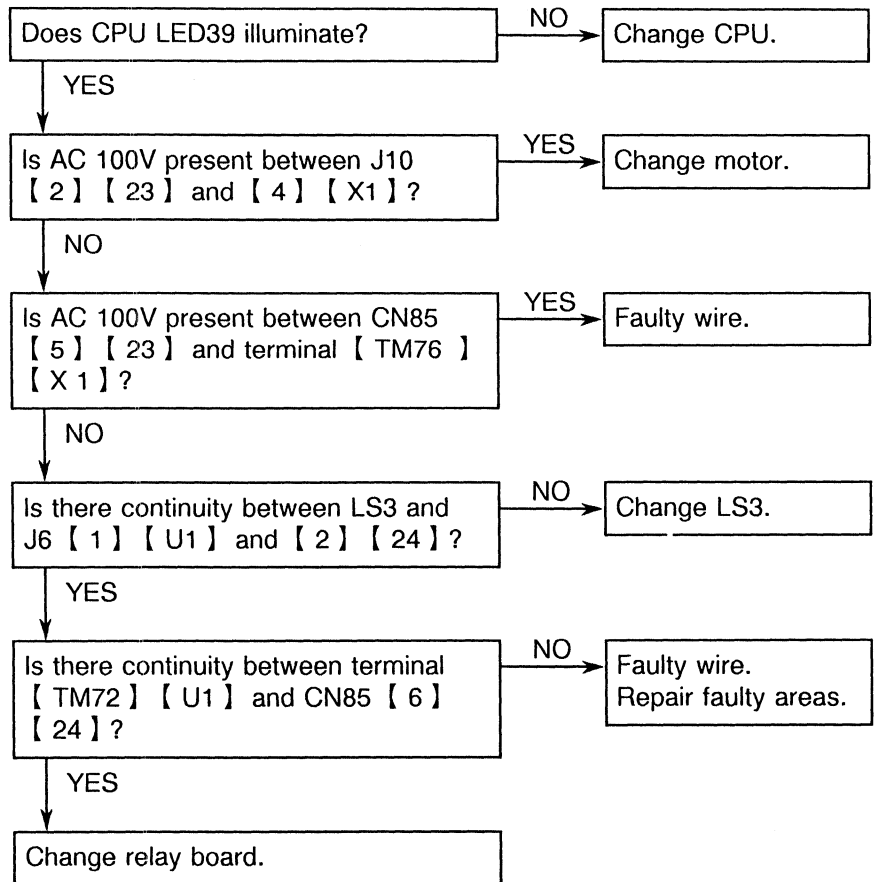 Does CPU LED39 illuminate?
NO
Change CPU.
YES
Is AC 100V present between J10
【 2 】 【 23 】 and 【 4 】 【 X1 】 ?
YES
Change motor.
NO
Is AC 100V present between CN85
【 5 】 【 23 】 and terminal 【 TM76 】
【 X 1 】 ?
YES
Faulty wire.
NO
Is there continuity between LS3 and
J6 【 1 】 【 U1 】 and 【 2 】 【 24 】 ?
NO
Change LS3.
YES
Is there continuity between terminal
【 TM72 】 【 U1 】 and CN85 【 6 】
【 24 】 ?
NO
Faulty wire.
Repair faulty areas.
YES
Change relay board.